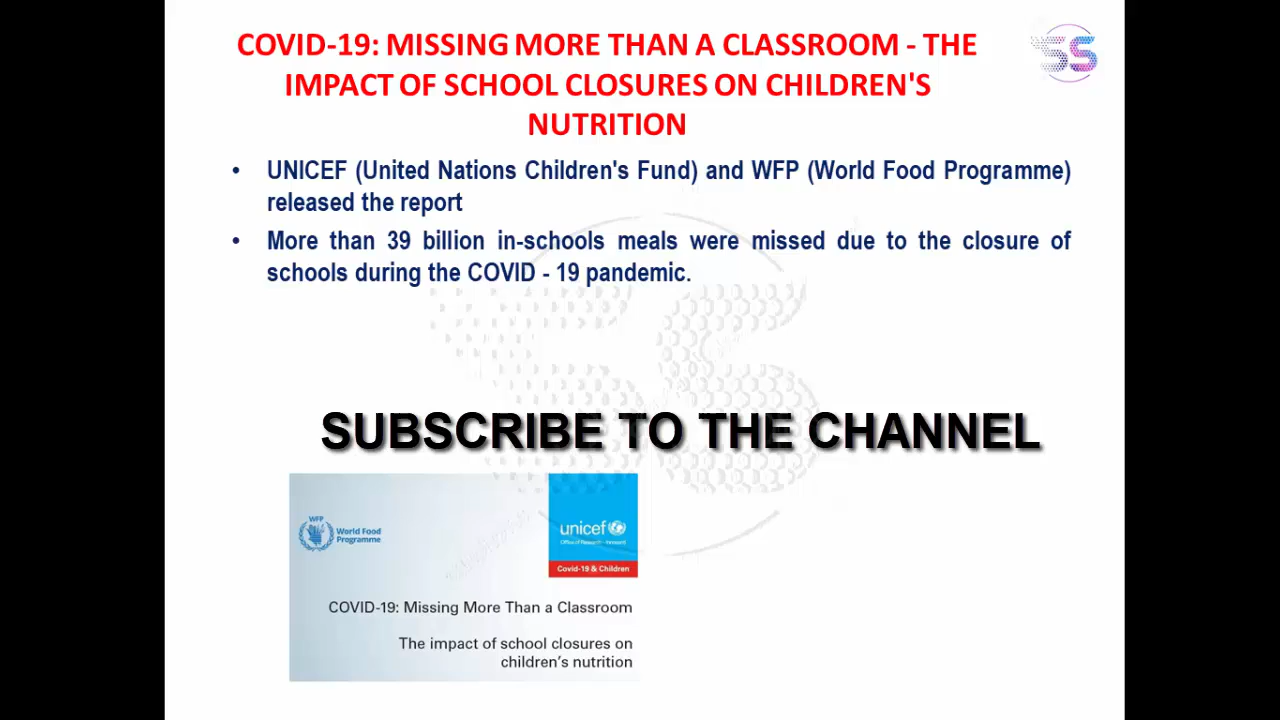 COVID-19: MISSING MORE THAN A CLASSROOM - THE
IMPACT OF SCHOOL CLOSURES ON CHILDREN'S
NUTRITION
• UNICEF (United Nations Children's Fund) and WFP (World Food Programme)
released the report
• More than 39 billion in-schools meals were missed due to the closure of
schools during the COVID - 19 pandemic.
SUBSCRIBE TO THE CHANNEL
WFP
World Food
Programme
unicef
Office of Research - Innocenti
Covid-19 & Children
COVID-19: Missing More Than a Classroom
The impact of school closures on
children's nutrition